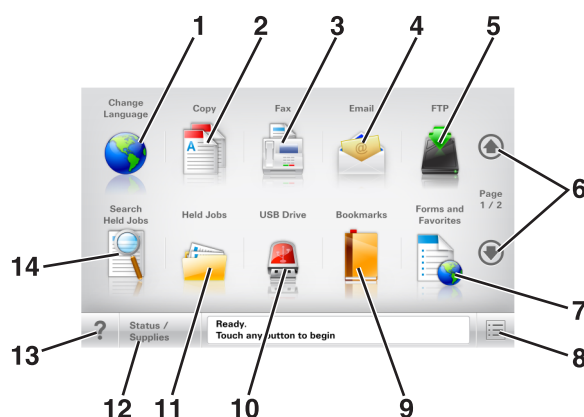 1 2 3 4 5
Change Language
Copy
Fax
Email
FTP
6
Page
1 / 2
Search Held Jobs
Held Jobs
USB Drive
Bookmarks
Forms and Favorites
A
@
14
7
?
Status / Supplies
Ready.
Touch any button to begin
8
13 12 11 10 9